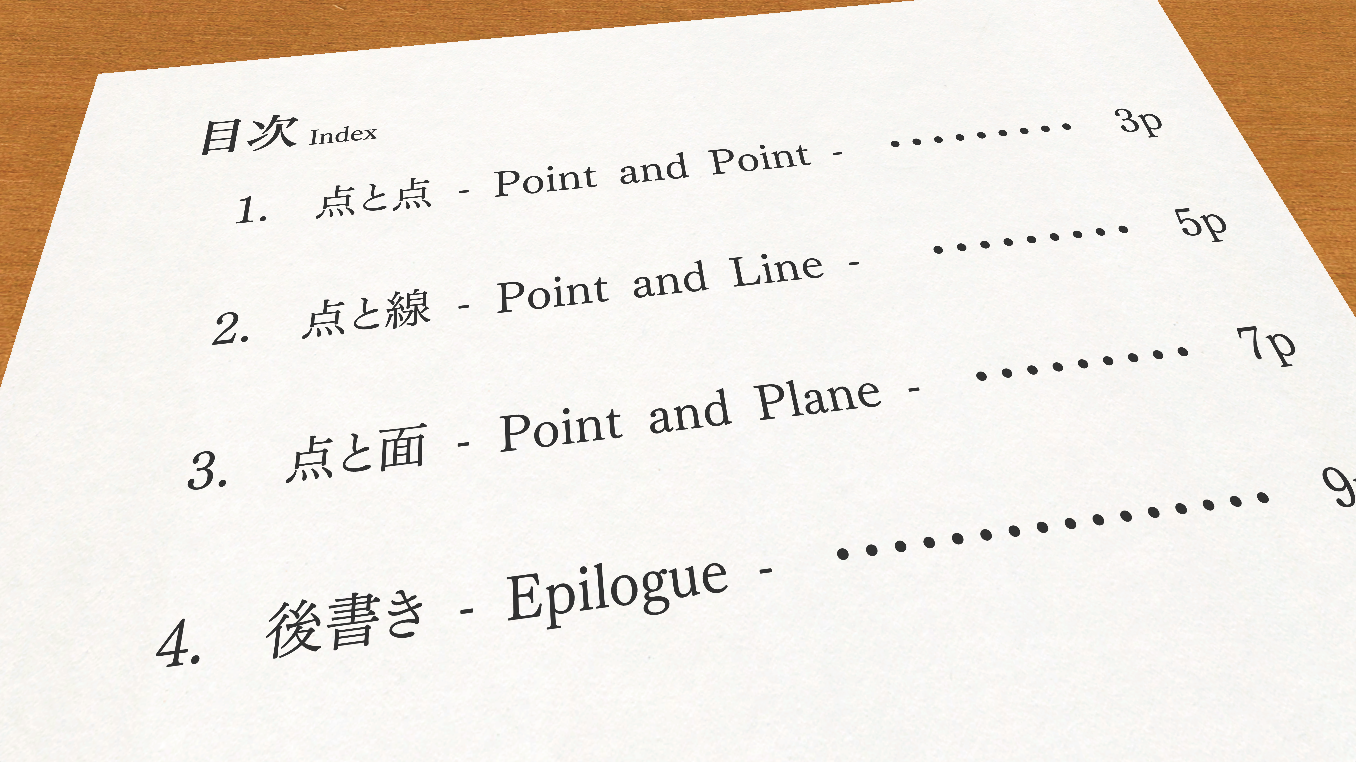 目次 Index
1. 点と点 - Point and Point - ・・・・・・・・・ 3p
2. 点と線 - Point and Line - ・・・・・・・・・ 5p
3. 点と面 - Point and Plane - ・・・・・・・・・ 7p
4. 後書き - Epilogue - ・・・・・・・・・・・・・・・・ 9